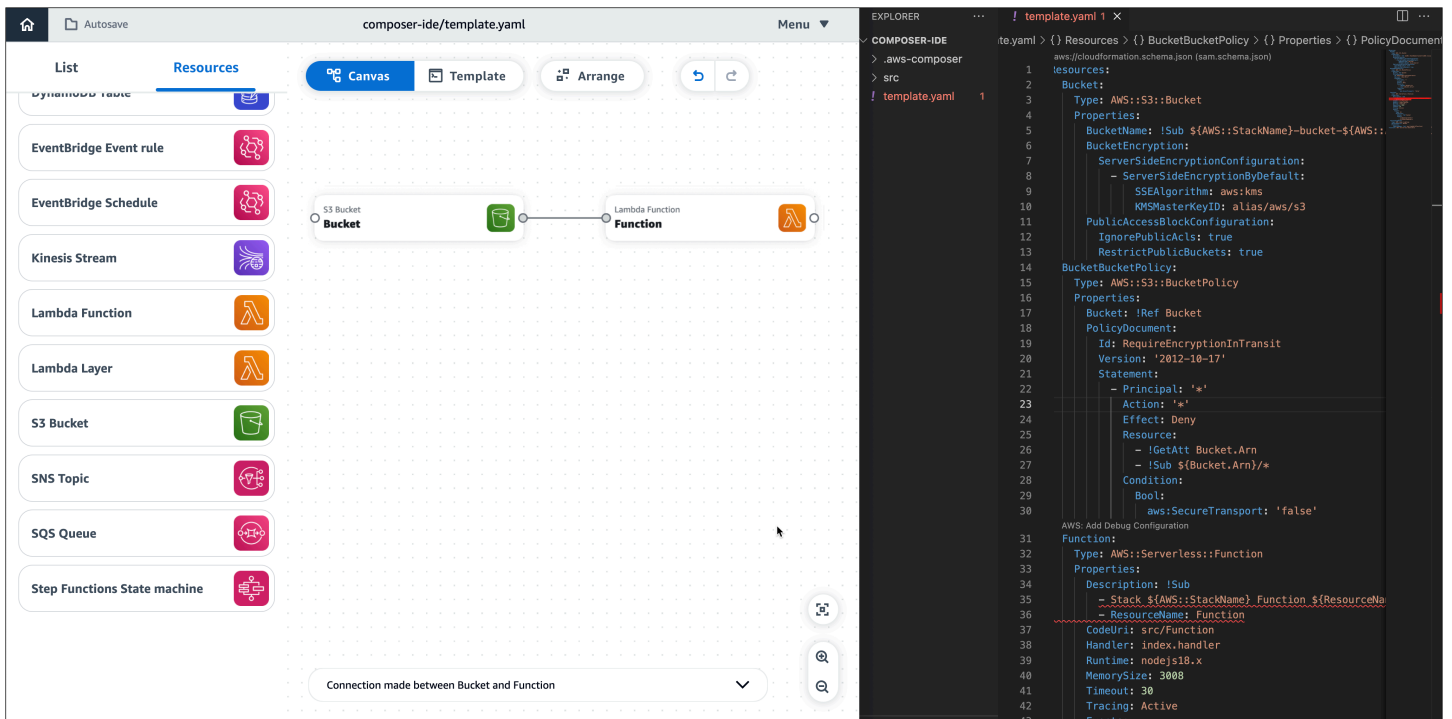 Autosave
composer-ide/template.yaml
Menu
List
Resources
Canvas
Template
Arrange
DynamoDB Table
EventBridge Event rule
EventBridge Schedule
Kinesis Stream
Lambda Function
Lambda Layer
S3 Bucket
SNS Topic
SQS Queue
Step Functions State machine
S3 Bucket
Bucket
Lambda Function
Function
Connection made between Bucket and Function
EXPLORER
COMPOSER-IDE
> .aws-composer
> src
! template.yaml 1
! template.yaml 1 ×
te.yaml > {} Resources > {} BucketBucketPolicy > {} Properties > {} PolicyDocument
aws://cloudformation.schema.json (sam.schema.json)
1 Resources:
2 Bucket:
3 Type: AWS::S3::Bucket
4 Properties:
5 BucketName: !Sub ${AWS::StackName}-bucket-${AWS::
6 BucketEncryption:
7 ServerSideEncryptionConfiguration:
8 - ServerSideEncryptionByDefault:
9 SSEAlgorithm: aws:kms
10 KMSMasterKeyID: alias/aws/s3
11 PublicAccessBlockConfiguration:
12 IgnorePublicAcls: true
13 RestrictPublicBuckets: true
14 BucketBucketPolicy:
15 Type: AWS::S3::BucketPolicy
16 Properties:
17 Bucket: !Ref Bucket
18 PolicyDocument:
19 Id: RequireEncryptionInTransit
20 Version: '2012-10-17'
21 Statement:
22 - Principal: '*'
23 Action: '*'
24 Effect: Deny
25 Resource:
26 - !GetAtt Bucket.Arn
27 - !Sub ${Bucket.Arn}/*
28 Condition:
29 Bool:
30 aws:SecureTransport: 'false'
AWS: Add Debug Configuration
31 Function:
32 Type: AWS::Serverless::Function
33 Properties:
34 Description: !Sub
35 - Stack ${AWS::StackName} Function ${ResourceNa
36 - ResourceName: Function
37 CodeUri: src/Function
38 Handler: index.handler
39 Runtime: nodejs18.x
40 MemorySize: 3008
41 Timeout: 30
42 Tracing: Active